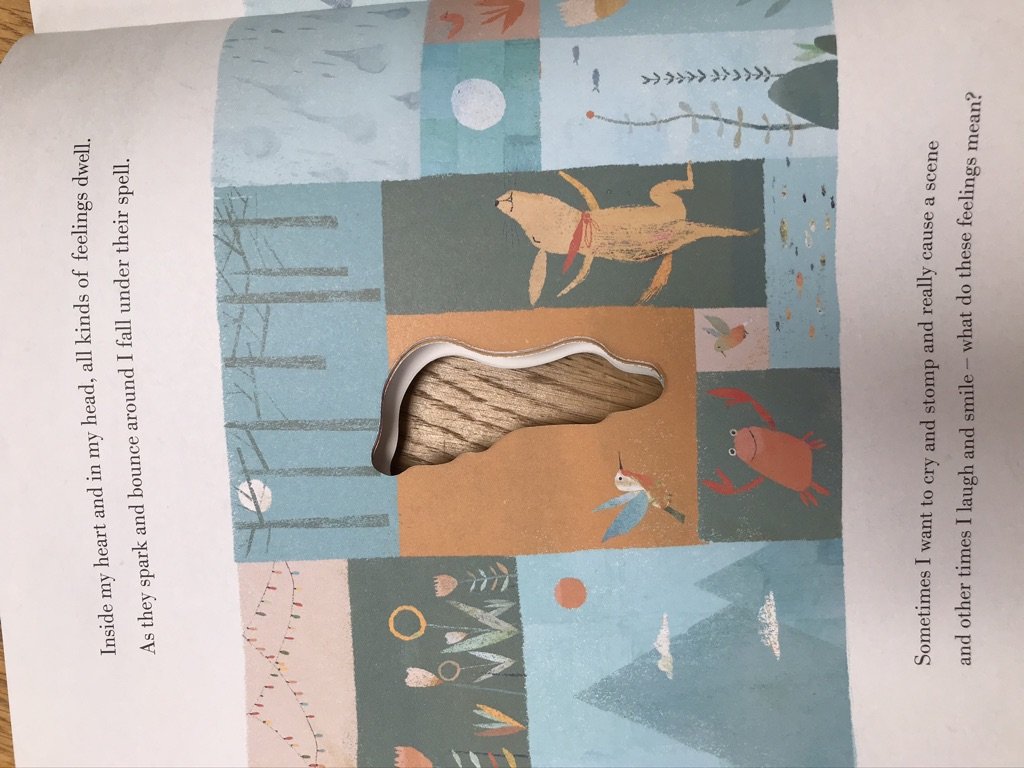 Inside my heart and in my head, all kinds of feelings dwell.
As they spark and bounce around I fall under their spell.
Sometimes I want to cry and stomp and really cause a scene
and other times I laugh and smile – what do these feelings mean?